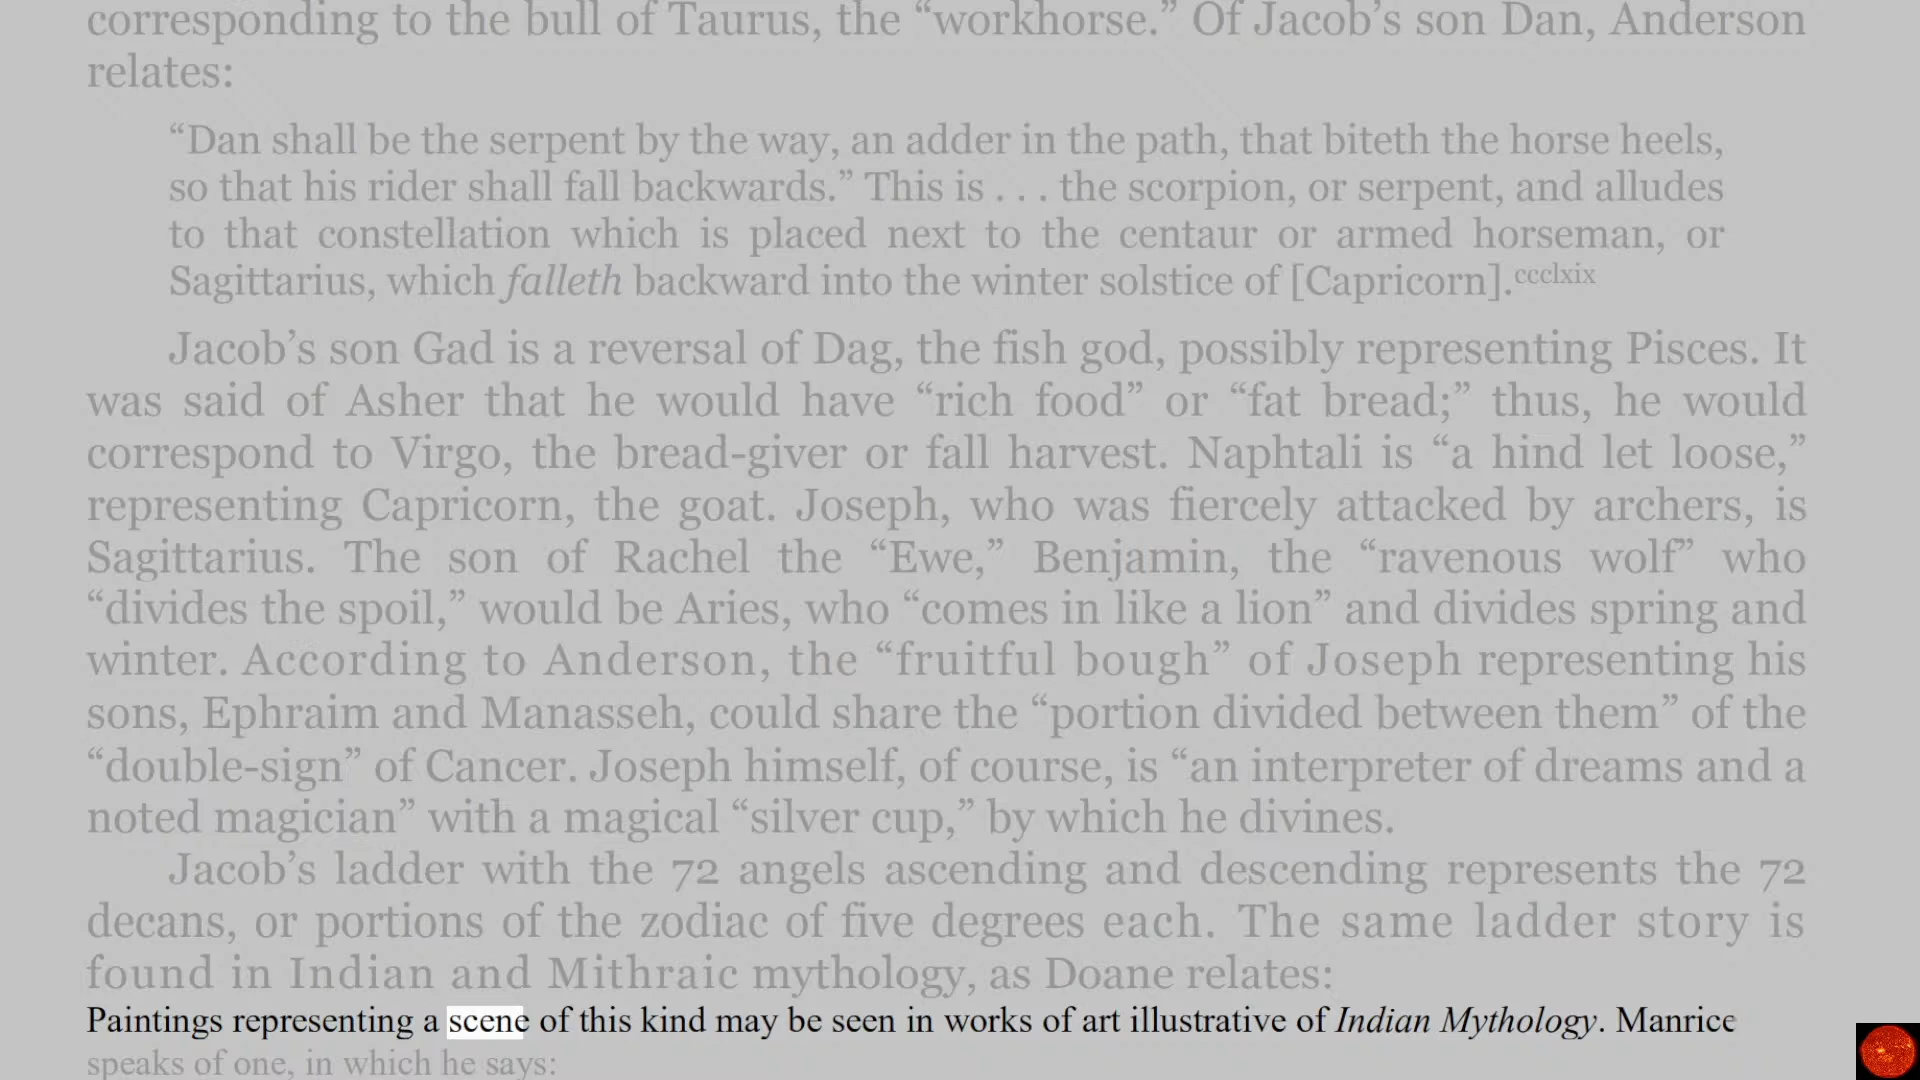 corresponding to the bull of Taurus, the “workhorse.” Of Jacob’s son Dan, Anderson
relates:
“Dan shall be the serpent by the way, an adder in the path, that biteth the horse heels,
so that his rider shall fall backwards.” This is . . . the scorpion, or serpent, and alludes
to that constellation which is placed next to the centaur or armed horseman, or
Sagittarius, which falleth backward into the winter solstice of [Capricorn].ccclxix
Jacob’s son Gad is a reversal of Dag, the fish god, possibly representing Pisces. It
was said of Asher that he would have “rich food” or “fat bread;” thus, he would
correspond to Virgo, the bread-giver or fall harvest. Naphtali is “a hind let loose,”
representing Capricorn, the goat. Joseph, who was fiercely attacked by archers, is
Sagittarius. The son of Rachel the “Ewe,” Benjamin, the “ravenous wolf” who
“divides the spoil,” would be Aries, who “comes in like a lion” and divides spring and
winter. According to Anderson, the “fruitful bough” of Joseph representing his
sons, Ephraim and Manasseh, could share the “portion divided between them” of the
“double-sign” of Cancer. Joseph himself, of course, is “an interpreter of dreams and a
noted magician” with a magical “silver cup,” by which he divines.
Jacob’s ladder with the 72 angels ascending and descending represents the 72
decans, or portions of the zodiac of five degrees each. The same ladder story is
found in Indian and Mithraic mythology, as Doane relates:
Paintings representing a scene of this kind may be seen in works of art illustrative of Indian Mythology. Manrice
speaks of one, in which he says: